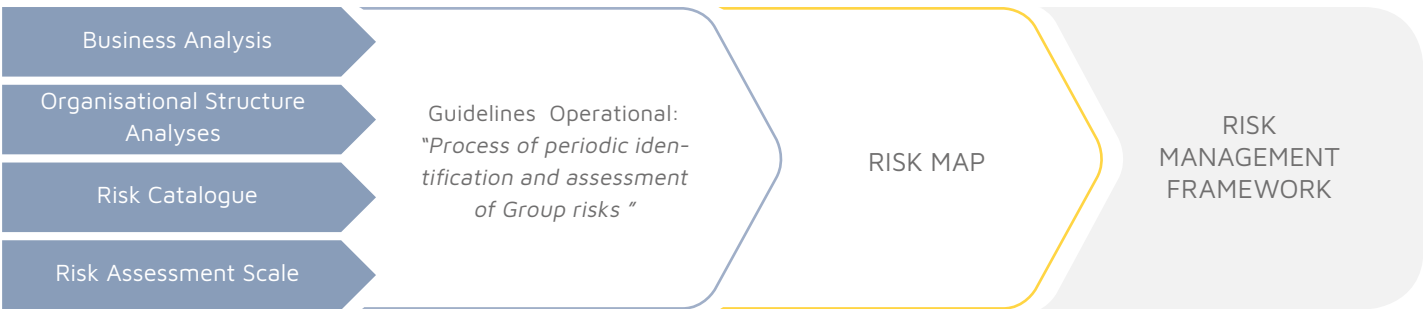 Business Analysis
Organisational Structure
Analyses
Risk Catalogue
Risk Assessment Scale
Guidelines Operational:
“Process of periodic iden-
tification and assessment
of Group risks ”
RISK MAP
RISK
MANAGEMENT
FRAMEWORK